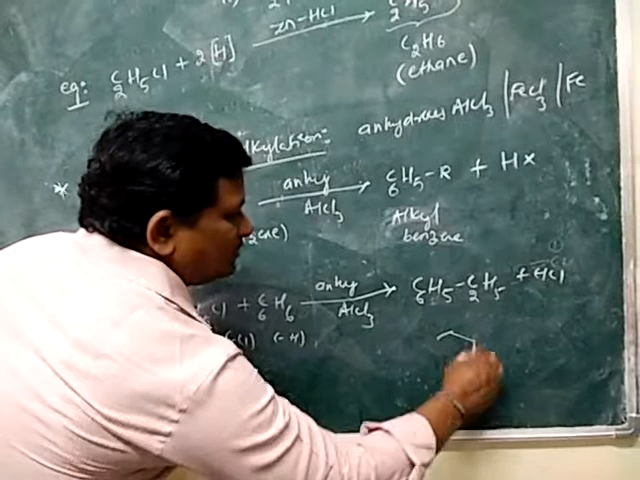 Zn-HCl
C2H5
eg: C2H5Cl + 2[H]
C2H6
(ethane)
alkylation: anhydrous AlCl3 | FeCl3 | Fe
* anhy
AlCl3 C6H5-R + Hx
Alkyl
benzene
+ C6H6 anhy
AlCl3 C6H5-C2H5 + HCl
(-Cl) (-H),